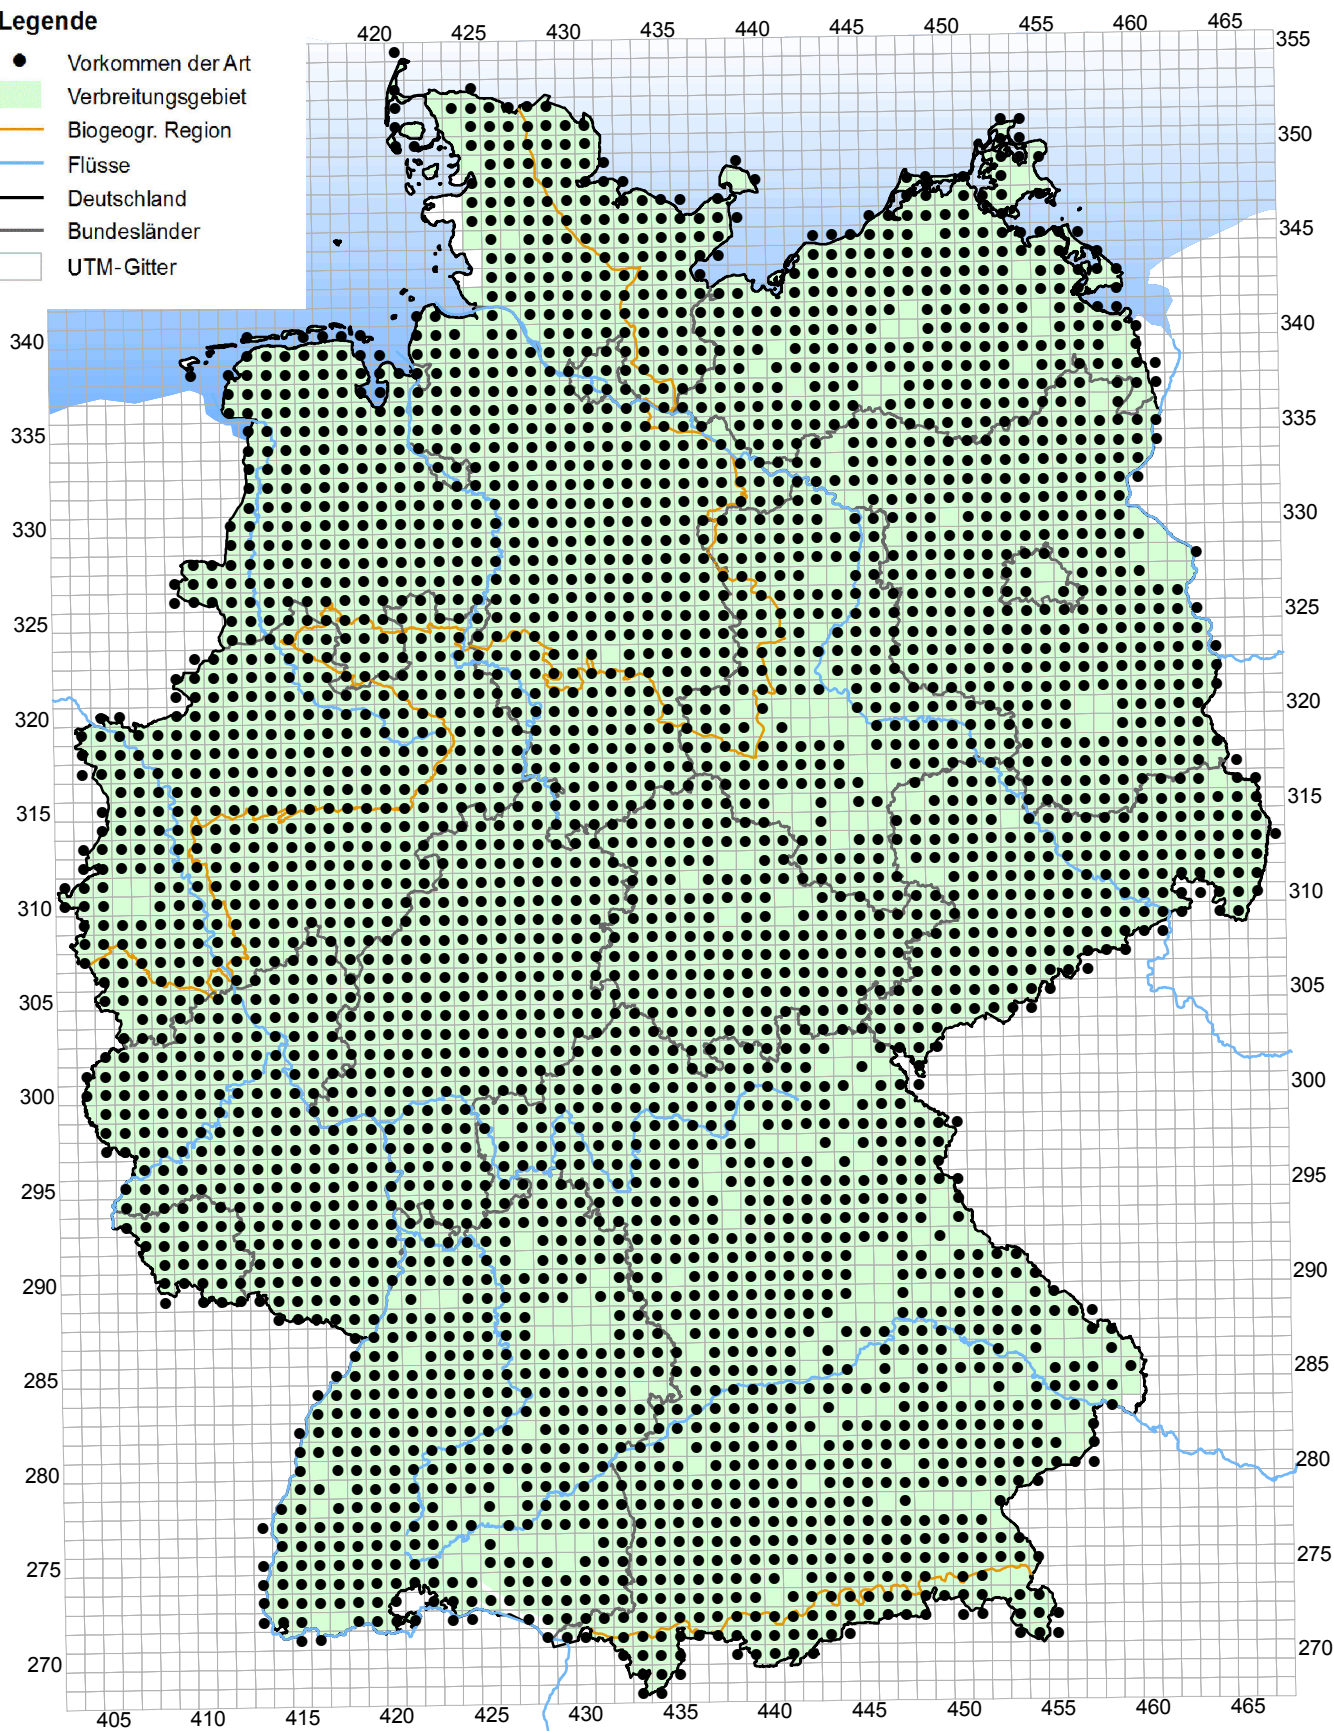 Legende
Vorkommen der Art
Verbreitungsgebiet
Biogeogr. Region
Flüsse
Deutschland
Bundesländer
UTM-Gitter
420 425 430 435 440 445 450 455 460 465
355
350
345
340 340
335 335
330 330
325 325
320 320
315 315
310 310
305 305
300 300
295 295
290 290
285 285
280 280
275 275
270 270
405 410 415 420 425 430 435 440 445 450 460 465